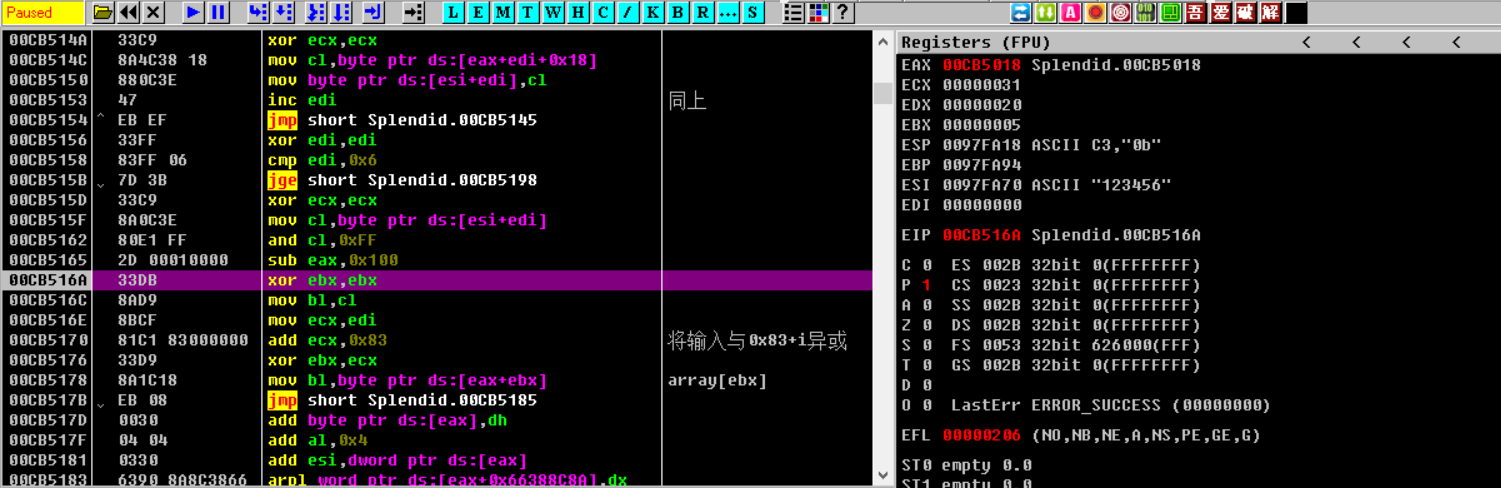 Paused
L E M T W H C / K B R ... S ? A 010 101 吾 爱 破 解
00CB514A 33C9 xor ecx,ecx
00CB514C 8A4C38 18 mov cl,byte ptr ds:[eax+edi+0x18]
00CB5150 880C3E mov byte ptr ds:[esi+edi],cl
00CB5153 47 inc edi 同上
00CB5154 ^ EB EF jmp short Splendid.00CB5145
00CB5156 33FF xor edi,edi
00CB5158 83FF 06 cmp edi,0x6
00CB515B 7D 3B jge short Splendid.00CB5198
00CB515D 33C9 xor ecx,ecx
00CB515F 8A0C3E mov cl,byte ptr ds:[esi+edi]
00CB5162 80E1 FF and cl,0xFF
00CB5165 2D 00010000 sub eax,0x100
00CB516A 33DB xor ebx,ebx
00CB516C 8AD9 mov bl,cl
00CB516E 8BCF mov ecx,edi
00CB5170 81C1 83000000 add ecx,0x83 将输入与0x83+i异或
00CB5176 33D9 xor ebx,ecx
00CB5178 8A1C18 mov bl,byte ptr ds:[eax+ebx] array[ebx]
00CB517B EB 08 jmp short Splendid.00CB5185
00CB517D 0030 add byte ptr ds:[eax],dh
00CB517F 04 04 add al,0x4
00CB5181 0330 add esi,dword ptr ds:[eax]
00CB5183 6390 8A8C3866 arpl word ptr ds:[eax+0x66388C8A],dx
Registers (FPU) < < < <
EAX 00CB5018 Splendid.00CB5018
ECX 00000031
EDX 00000020
EBX 00000005
ESP 0097FA18 ASCII C3,"0b"
EBP 0097FA94
ESI 0097FA70 ASCII "123456"
EDI 00000000
EIP 00CB516A Splendid.00CB516A
C 0 ES 002B 32bit 0(FFFFFFFF)
P 1 CS 0023 32bit 0(FFFFFFFF)
A 0 SS 002B 32bit 0(FFFFFFFF)
Z 0 DS 002B 32bit 0(FFFFFFFF)
S 0 FS 0053 32bit 626000(FFF)
T 0 GS 002B 32bit 0(FFFFFFFF)
D 0
O 0 LastErr ERROR_SUCCESS (00000000)
EFL 00000206 (NO,NB,NE,A,NS,PE,GE,G)
ST0 empty 0.0
ST1 empty 0.0